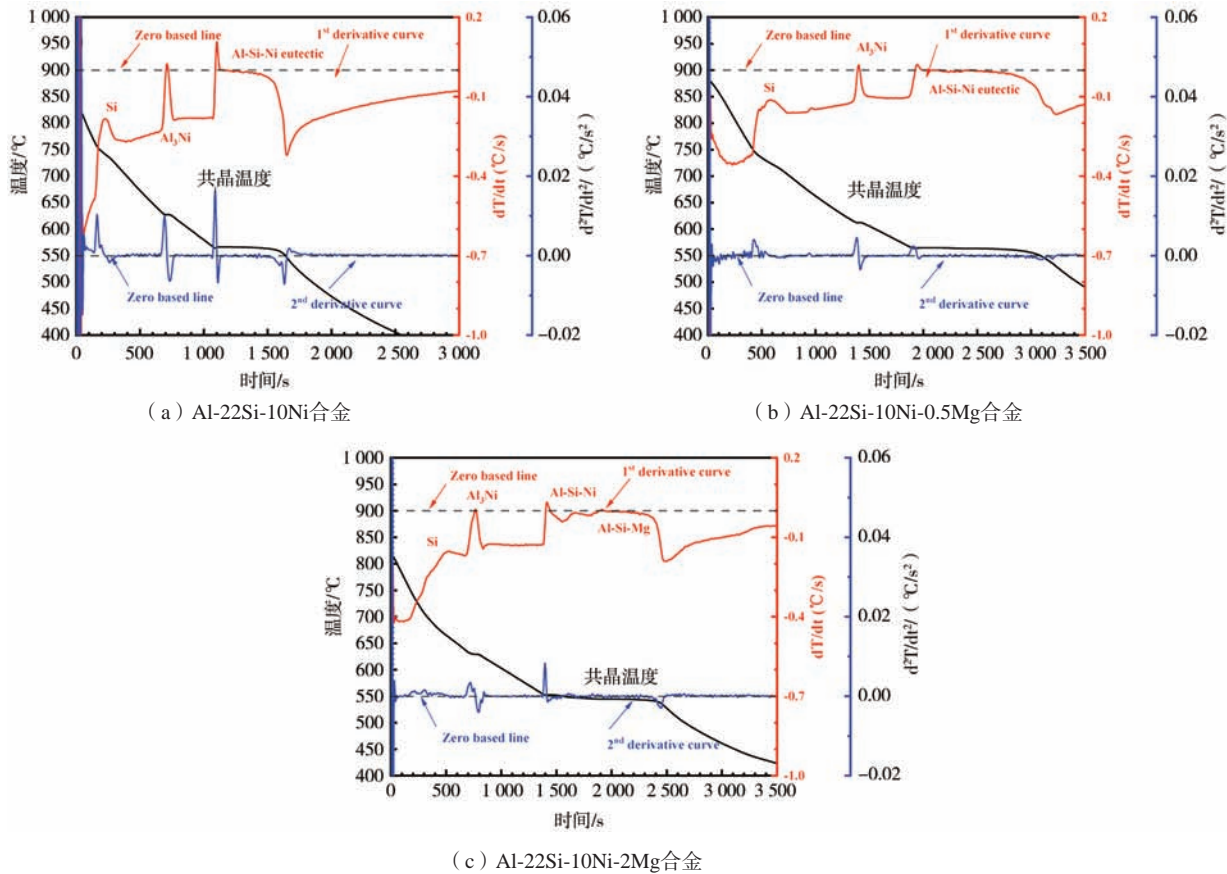 1 000
950
900
850
800
750
700
650
600
550
500
450
400
温度/℃
Zero based line
1st derivative curve
Si
Al3Ni
Al-Si-Ni eutectic
共晶温度
Zero based line
2nd derivative curve
0 500 1 000 1 500 2 000 2 500 3 000
时间/s
0.2
-0.1
-0.4
-0.7
-1.0
dT/dt (℃/s)
0.06
0.04
0.02
0.00
−0.02
d²T/dt²/（℃/s²）
（a）Al-22Si-10Ni合金
1 000
950
900
850
800
750
700
650
600
550
500
450
400
温度/℃
Zero based line
Al3Ni
1st derivative curve
Si
Al-Si-Ni eutectic
共晶温度
Zero based line
2nd derivative curve
0 500 1 000 1 500 2 000 2 500 3 000 3 500
时间/s
0.2
-0.1
-0.4
-0.7
-1.0
dT/dt (℃/s)
0.06
0.04
0.02
0.00
−0.02
d²T/dt²/（℃/s²）
（b）Al-22Si-10Ni-0.5Mg合金
1 000
950
900
850
800
750
700
650
600
550
500
450
400
温度/℃
Zero based line
1st derivative curve
Al3Ni
Al-Si-Ni
Si
Al-Si-Mg
共晶温度
Zero based line
2nd derivative curve
0 500 1 000 1 500 2 000 2 500 3 000 3 500
时间/s
0.2
-0.1
-0.4
-0.7
-1.0
dT/dt (℃/s)
0.06
0.04
0.02
0.00
−0.02
d²T/dt²/（℃/s²）
（c）Al-22Si-10Ni-2Mg合金